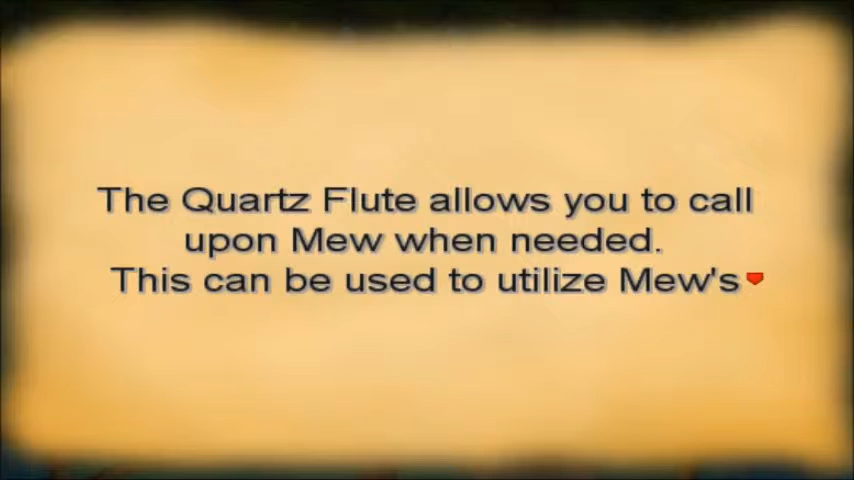 The Quartz Flute allows you to call
upon Mew when needed.
This can be used to utilize Mew's